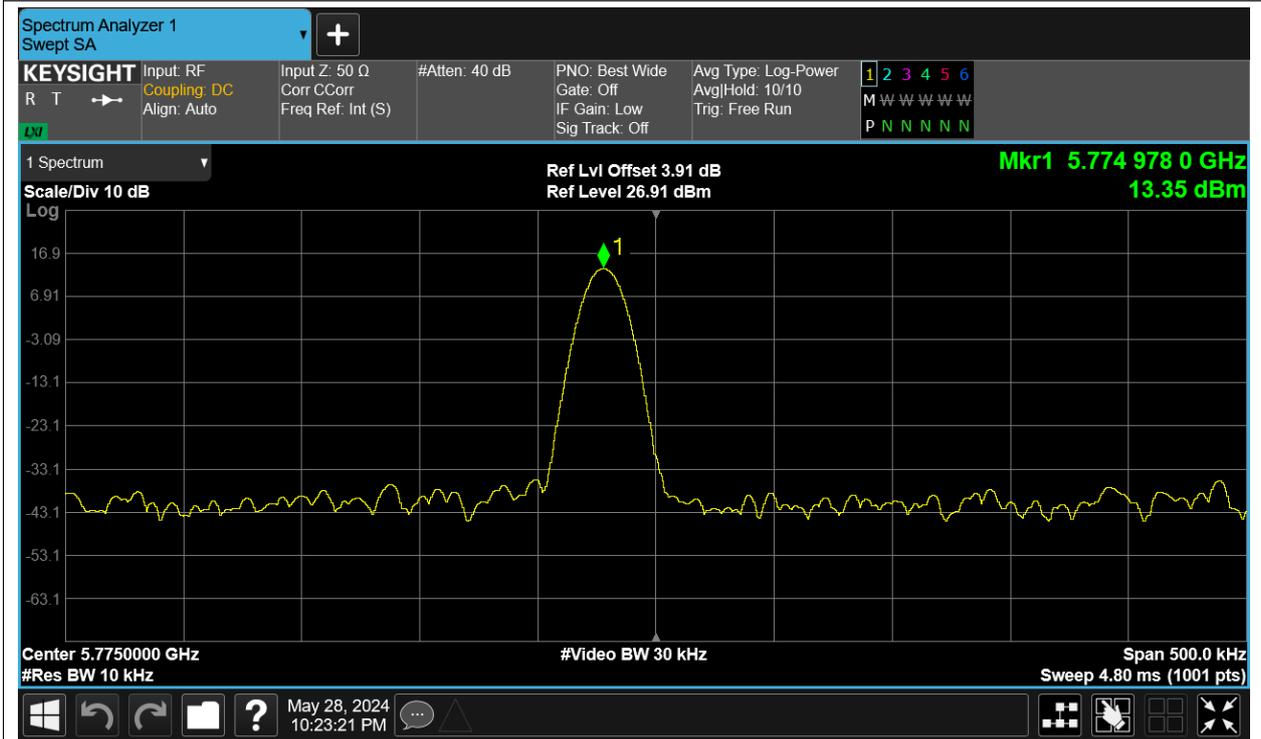 Spectrum Analyzer 1
Swept SA
+
KEYSIGHT
R T
LXI
Input: RF
Coupling: DC
Align: Auto
Input Z: 50 Ω
Corr CCorr
Freq Ref: Int (S)
#Atten: 40 dB
PNO: Best Wide
Gate: Off
IF Gain: Low
Sig Track: Off
Avg Type: Log-Power
Avg|Hold: 10/10
Trig: Free Run
1 2 3 4 5 6
M W W W W W W
P N N N N N N
1 Spectrum
Scale/Div 10 dB
Ref Lvl Offset 3.91 dB
Ref Level 26.91 dBm
Mkr1 5.774 978 0 GHz
13.35 dBm
Log
1
16.9
6.91
-3.09
-13.1
-23.1
-33.1
-43.1
-53.1
-63.1
Center 5.7750000 GHz
#Video BW 30 kHz
Span 500.0 kHz
#Res BW 10 kHz
Sweep 4.80 ms (1001 pts)
?
May 28, 2024
10:23:21 PM